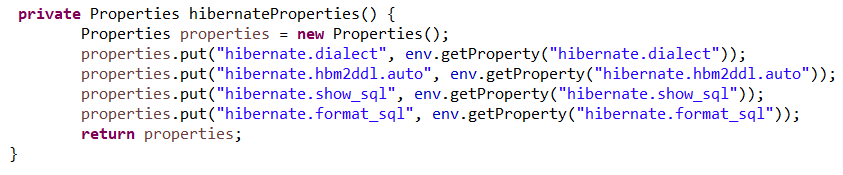 private Properties hibernateProperties() {
Properties properties = new Properties();
properties.put("hibernate.dialect", env.getProperty("hibernate.dialect"));
properties.put("hibernate.hbm2ddl.auto", env.getProperty("hibernate.hbm2ddl.auto"));
properties.put("hibernate.show_sql", env.getProperty("hibernate.show_sql"));
properties.put("hibernate.format_sql", env.getProperty("hibernate.format_sql"));
return properties;
}